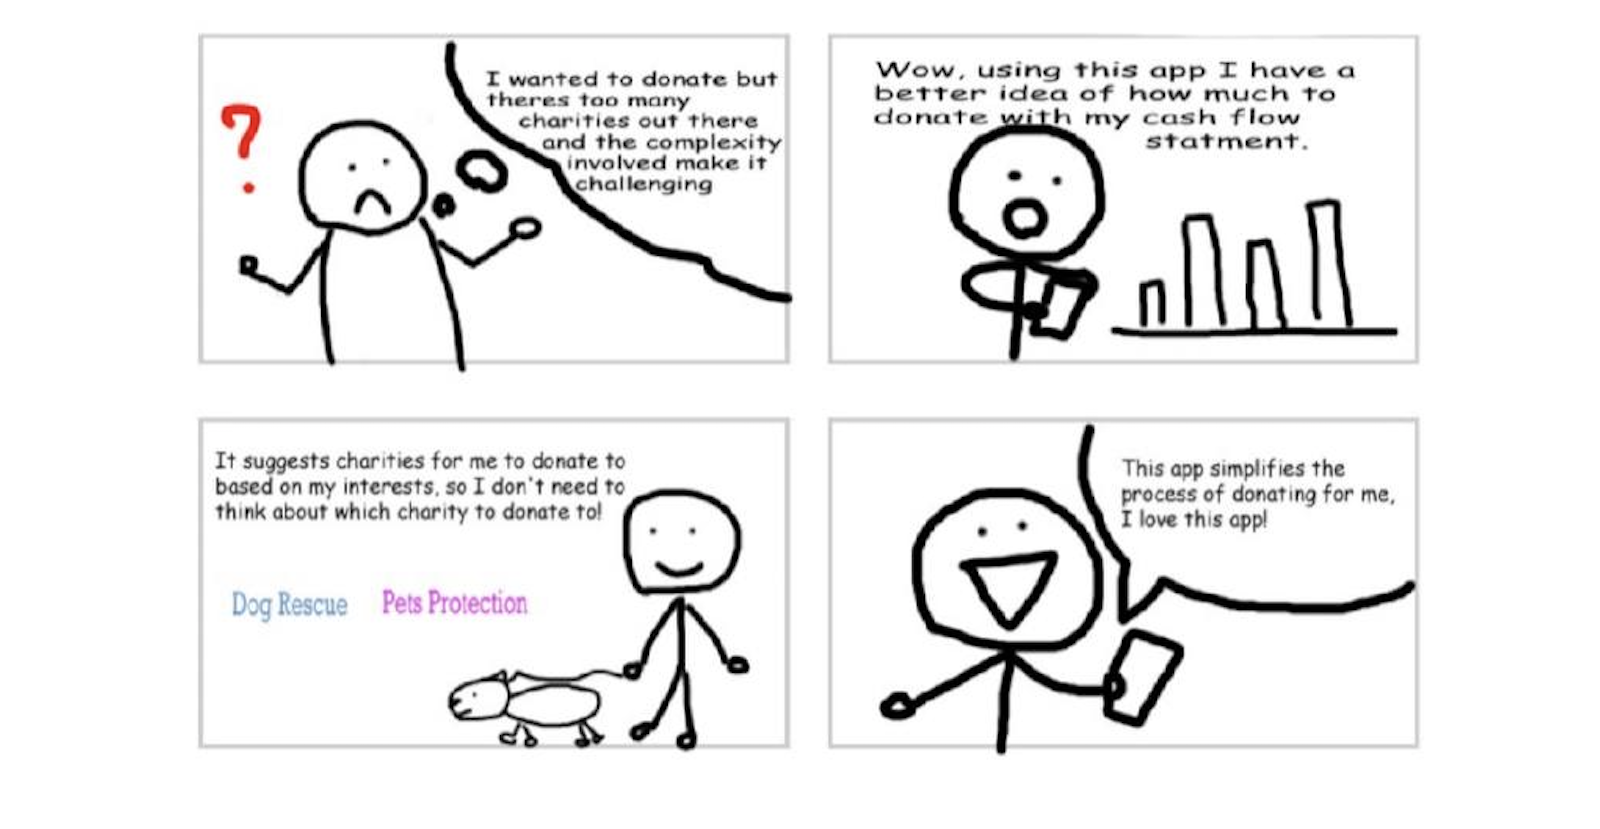 ?
I wanted to donate but
theres too many
charities out there
and the complexity
involved make it
challenging
Wow, using this app I have a
better idea of how much to
donate with my cash flow
statment.
It suggests charities for me to donate to
based on my interests, so I don't need to
think about which charity to donate to!
Dog Rescue Pets Protection
This app simplifies the
process of donating for me,
I love this app!